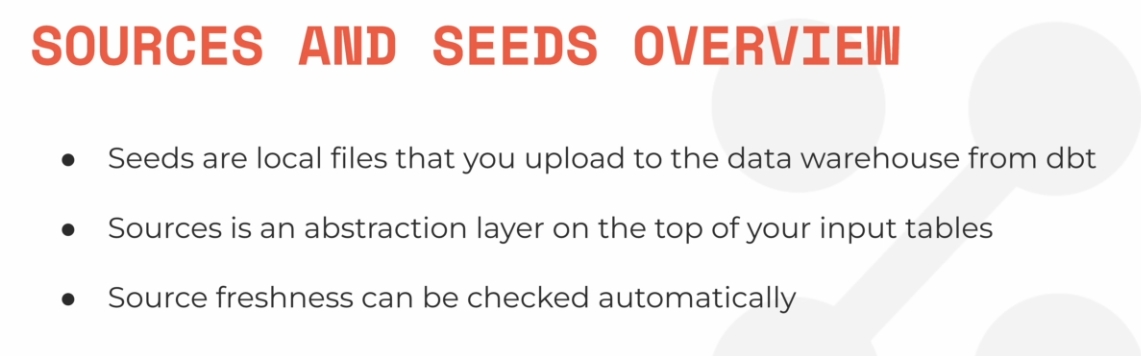 SOURCES AND SEEDS OVERVIEW
● Seeds are local files that you upload to the data warehouse from dbt
● Sources is an abstraction layer on the top of your input tables
● Source freshness can be checked automatically